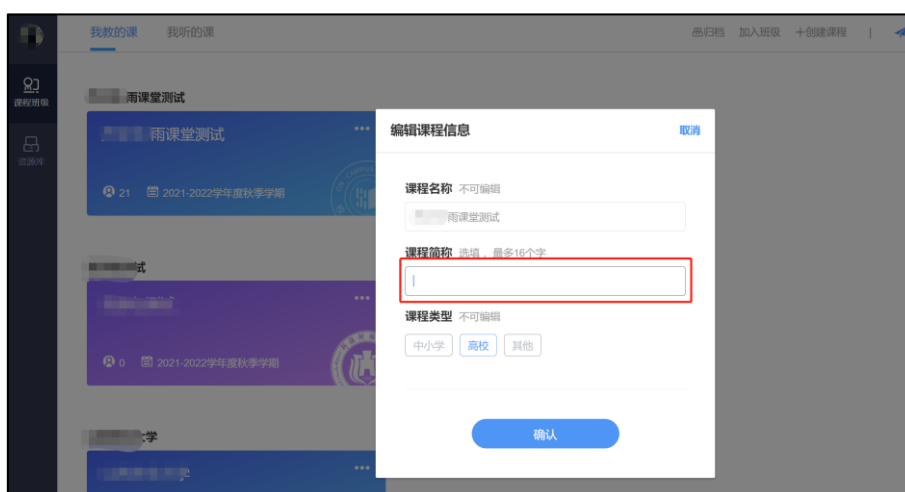 我教的课 我听的课 归档 加入班级 ＋创建课程 |
课程班级
资源库
雨课堂测试
雨课堂测试
21 2021-2022学年度秋季学期
试
0 2021-2022学年度秋季学期
大学
编辑课程信息 取消
课程名称 不可编辑
雨课堂测试
课程简称 选填，最多16个字
课程类型 不可编辑
中小学 高校 其他
确认